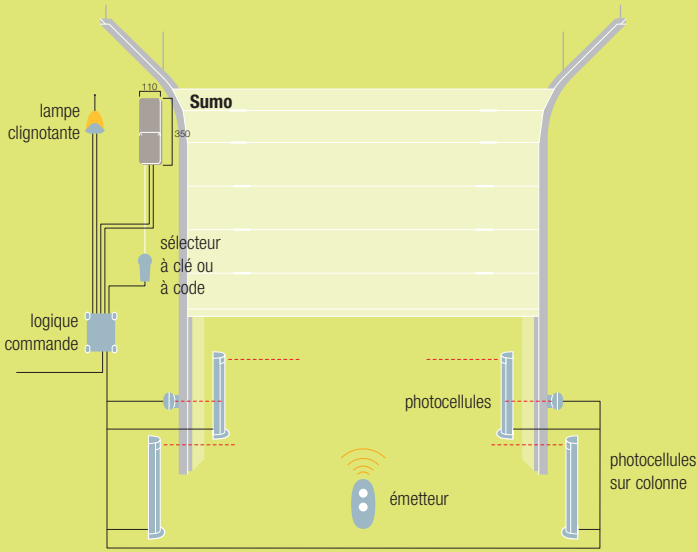 110
Sumo
lampe
clignotante
350
sélecteur
à clé ou
à code
logique
commande
photocellules
photocellules
sur colonne
émetteur